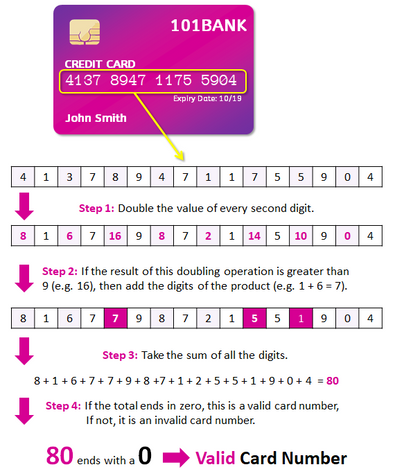 101BANK
CREDIT CARD
4137 8947 1175 5904
Expiry Date: 10/19
John Smith
4 1 3 7 8 9 4 7 1 1 7 5 5 9 0 4
Step 1: Double the value of every second digit.
8 1 6 7 16 9 8 7 2 1 14 5 10 9 0 4
Step 2: If the result of this doubling operation is greater than
9 (e.g. 16), then add the digits of the product (e.g. 1 + 6 = 7).
8 1 6 7 7 9 8 7 2 1 5 5 1 9 0 4
Step 3: Take the sum of all the digits.
8 + 1 + 6 + 7 + 7 + 9 + 8 +7 + 1 + 2 + 5 + 5 + 1 + 9 + 0 + 4 = 80
Step 4: If the total ends in zero, this is a valid card number,
If not, it is an invalid card number.
80 ends with a 0 Valid Card Number